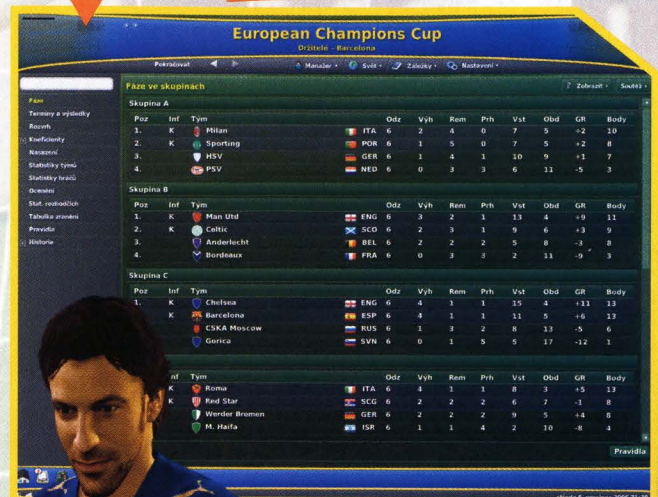 European Champions Cup
Držitelé - Barcelona
Pokračovat Manažer Svět Záložky Nastavení
Fáze ve skupinách Zobrazit Soutěž
Fáze
Termíny a výsledky
Rozvrh
Koeficienty
Nasazení
Statistiky týmů
Statistky hráčů
Ocenění
Stat. rozhodčích
Tabulka zranění
Pravidla
Historie
Skupina A
Poz Inf Tým Odz Výh Rem Prh Vst Obd GR Body
1. K Milan ITA 6 2 4 0 7 5 +2 10
2. K Sporting POR 6 1 5 0 7 5 +2 8
3. HSV GER 6 1 4 1 10 9 +1 7
4. PSV NED 6 0 3 3 6 11 -5 3
Skupina B
Poz Inf Tým Odz Výh Rem Prh Vst Obd GR Body
1. K Man Utd ENG 6 3 2 1 13 4 +9 11
2. K Celtic SCO 6 2 3 1 9 6 +3 9
3. Anderlecht BEL 6 2 2 2 5 8 -3 8
4. Bordeaux FRA 6 0 3 3 2 11 -9 3
Skupina C
Poz Inf Tým Odz Výh Rem Prh Vst Obd GR Body
1. K Chelsea ENG 6 4 1 1 15 4 +11 13
K Barcelona ESP 6 4 1 1 11 5 +6 13
CSKA Moscow RUS 6 1 3 2 8 13 -5 6
Gorica SVN 6 0 1 5 5 17 -12 1
Inf Tým Odz Výh Rem Prh Vst Obd GR Body
K Roma ITA 6 4 1 1 8 3 +5 13
K Red Star SCG 6 2 2 2 6 7 -1 8
Werder Bremen GER 6 2 2 2 9 5 +4 8
M. Haifa ISR 6 1 1 4 2 10 -8 4
Pravidla